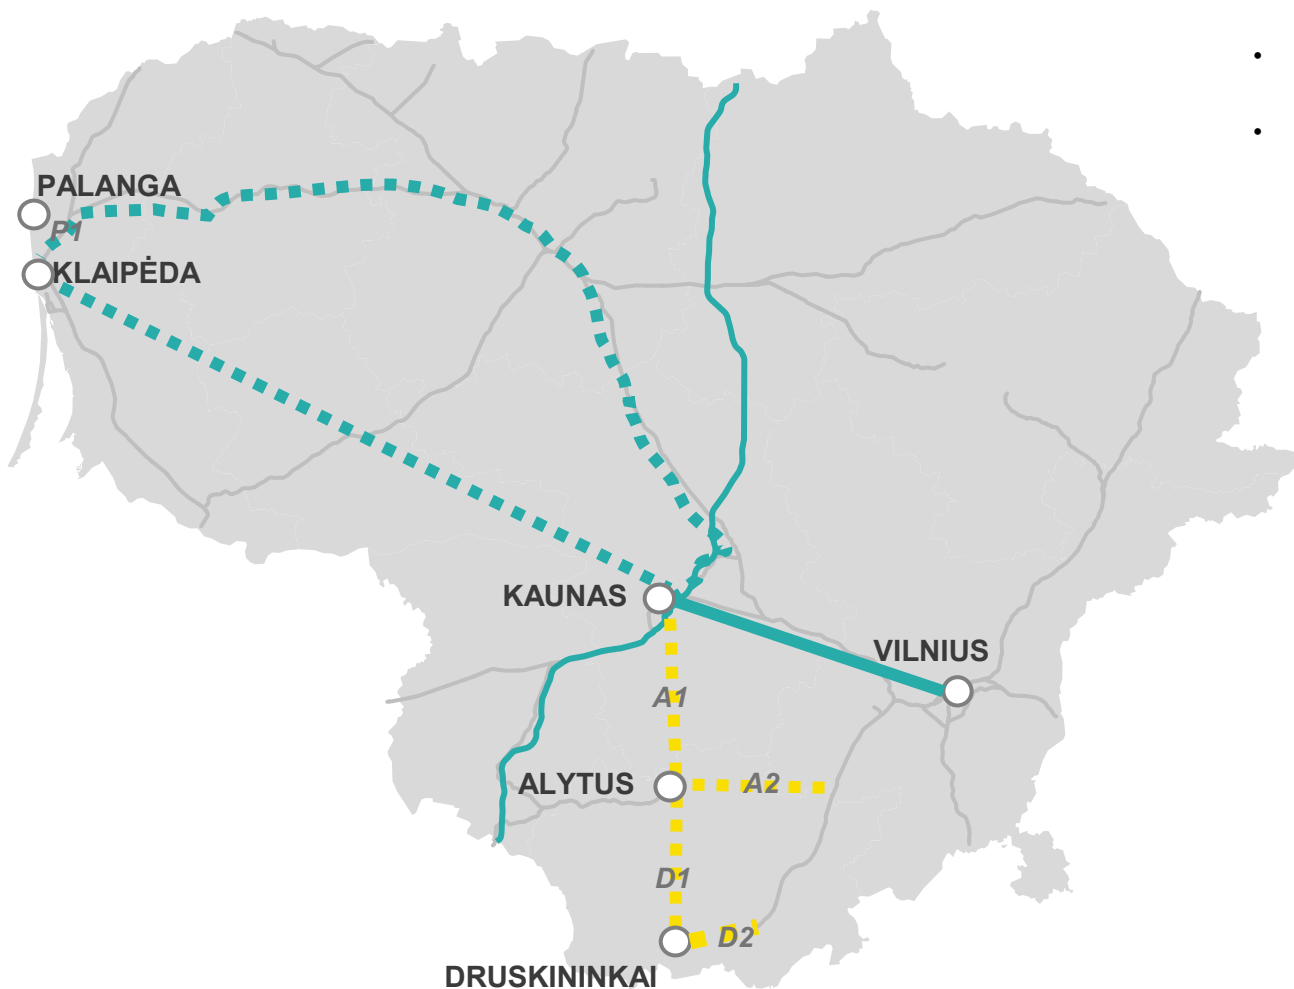 •
•
PALANGA
P1
KLAIPĖDA
KAUNAS
VILNIUS
A1
ALYTUS
A2
D1
D2
DRUSKININKAI